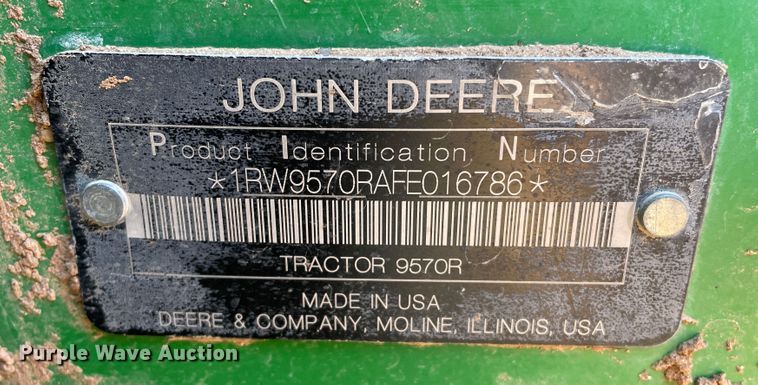 JOHN DEERE
Product Identification Number
*1RW9570RAFE016786*
TRACTOR 9570R
MADE IN USA
DEERE & COMPANY, MOLINE, ILLINOIS, USA
Purple Wave Auction